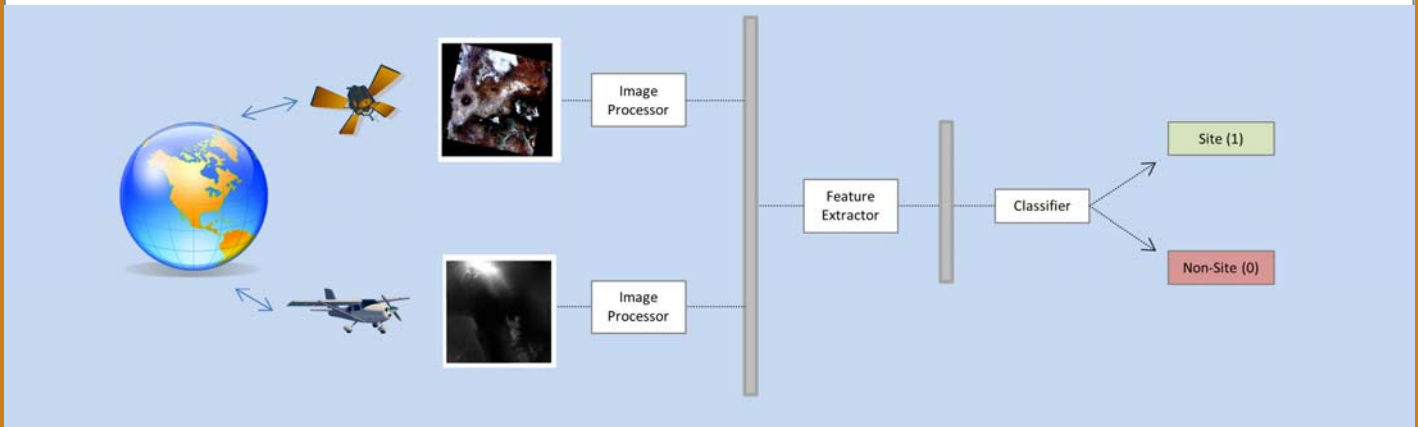 Image
Processor
Feature
Extractor
Classifier
Site (1)
Non-Site (0)
Image
Processor